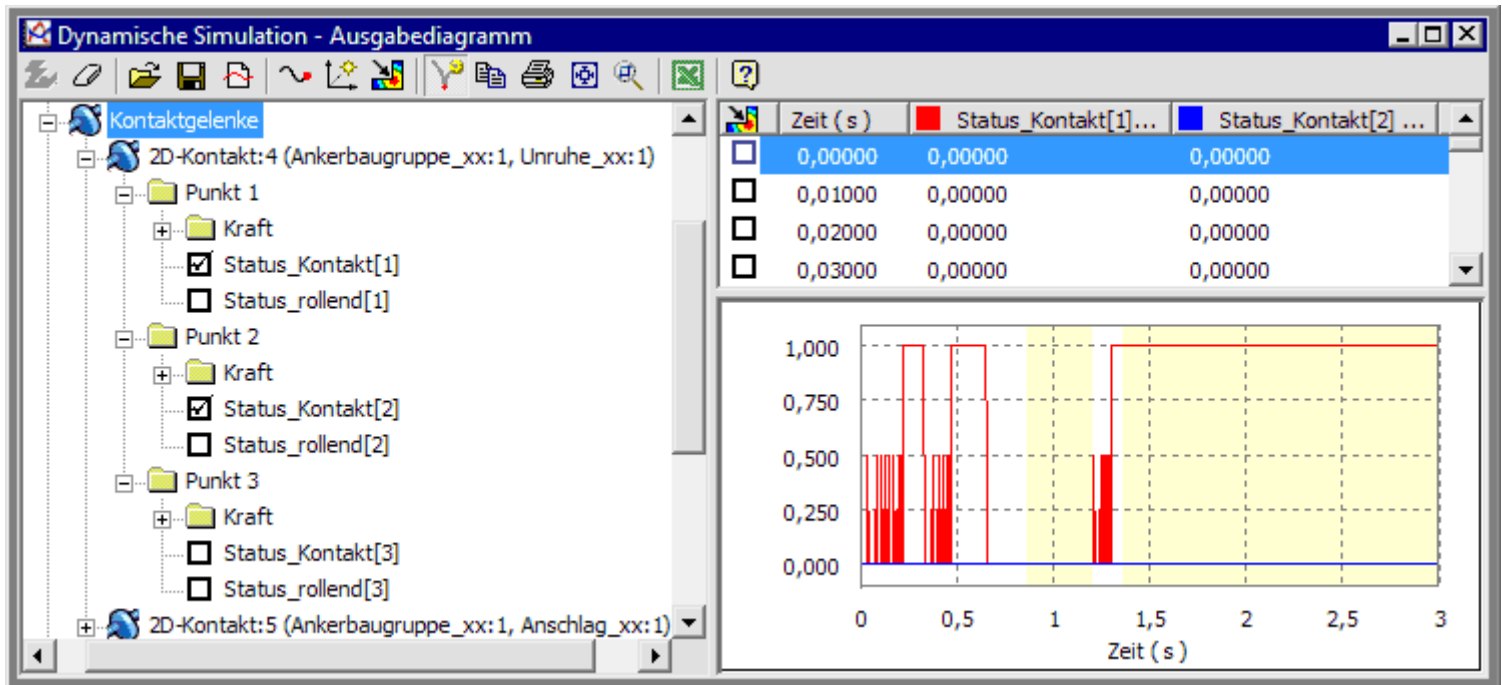 Dynamische Simulation - Ausgabediagramm
Kontaktgelenke
2D-Kontakt:4 (Ankerbaugruppe_xx:1, Unruhe_xx:1)
Punkt 1
Kraft
Status_Kontakt[1]
Status_rollend[1]
Punkt 2
Kraft
Status_Kontakt[2]
Status_rollend[2]
Punkt 3
Kraft
Status_Kontakt[3]
Status_rollend[3]
2D-Kontakt:5 (Ankerbaugruppe_xx:1, Anschlag_xx:1)
Zeit ( s ) Status_Kontakt[1]... Status_Kontakt[2] ...
0,00000 0,00000 0,00000
0,01000 0,00000 0,00000
0,02000 0,00000 0,00000
0,03000 0,00000 0,00000
1,000
0,750
0,500
0,250
0,000
0 0,5 1 1,5 2 2,5 3
Zeit ( s )